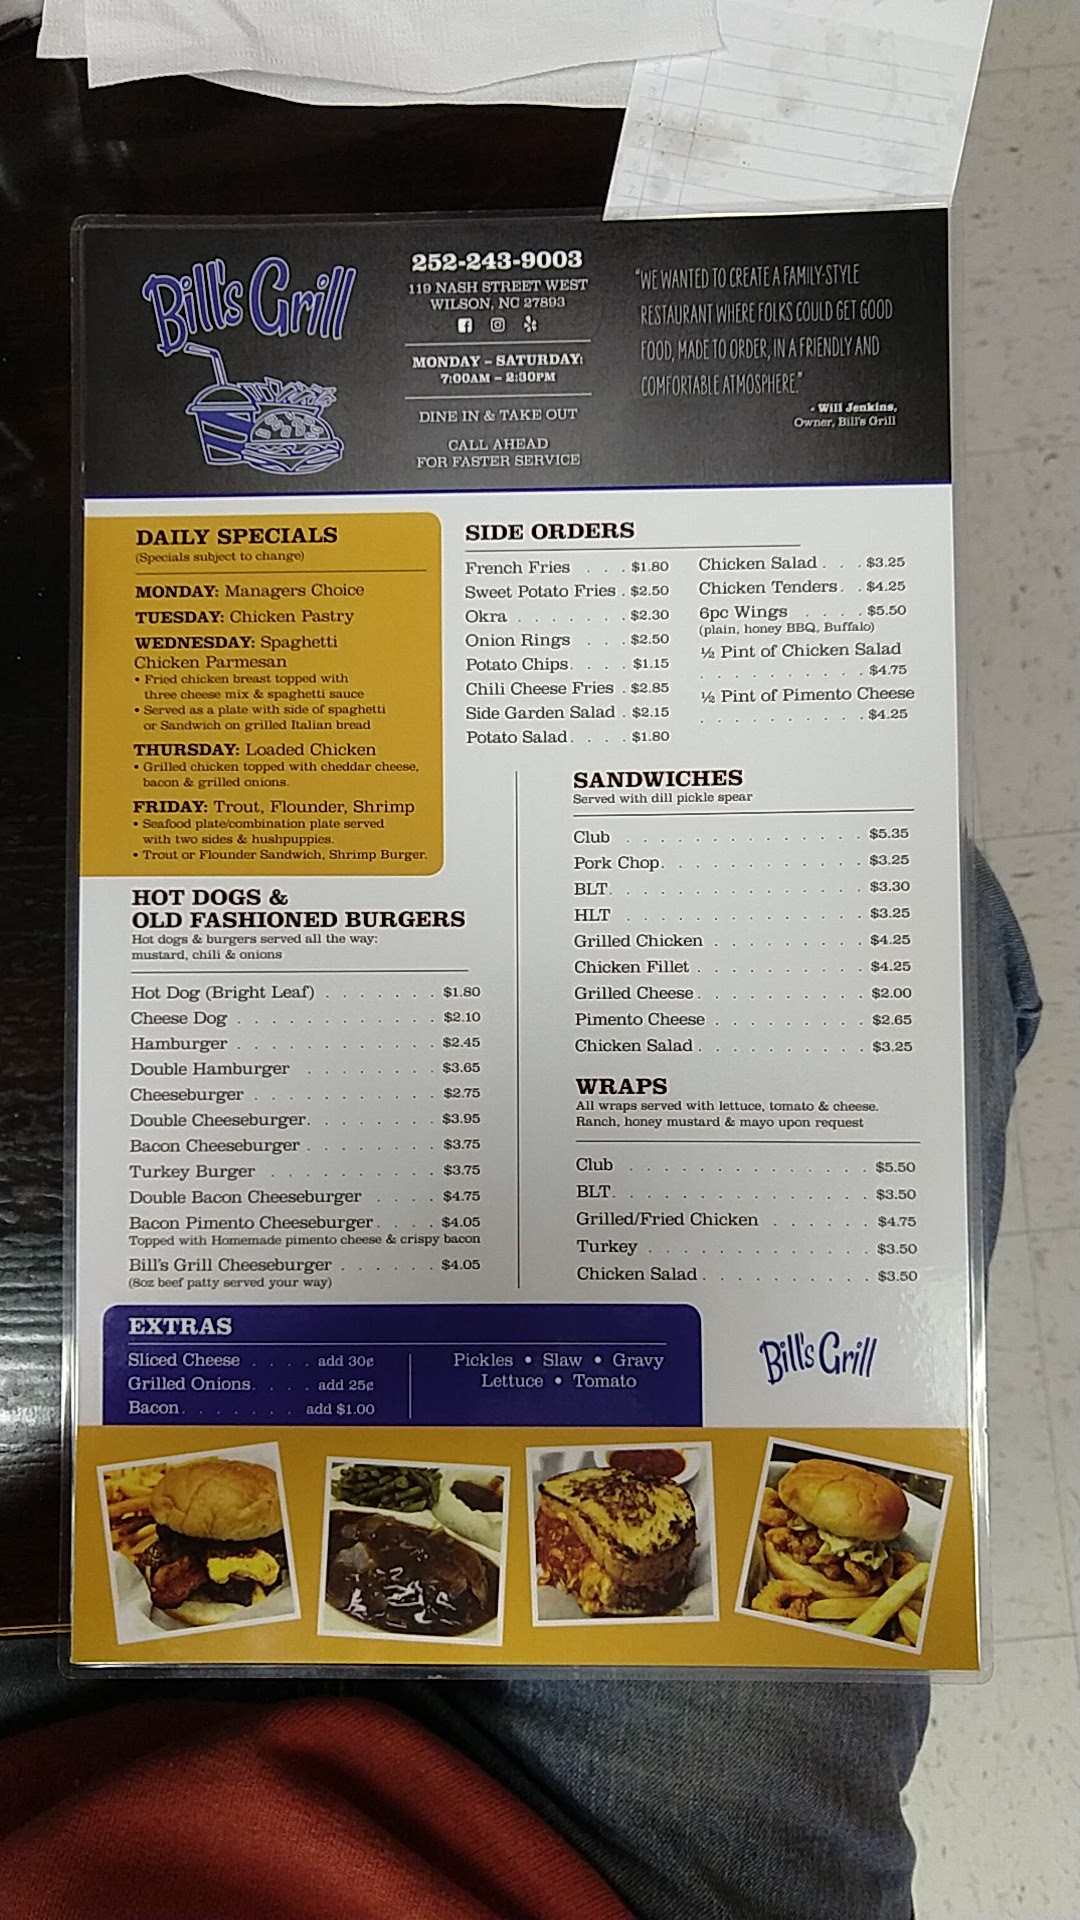 Bill's Grill
252-243-9003
119 NASH STREET WEST
WILSON, NC 27893
MONDAY – SATURDAY:
7:00AM – 2:30PM
DINE IN & TAKE OUT
CALL AHEAD
FOR FASTER SERVICE
"WE WANTED TO CREATE A FAMILY-STYLE
RESTAURANT WHERE FOLKS COULD GET GOOD
FOOD, MADE TO ORDER, IN A FRIENDLY AND
COMFORTABLE ATMOSPHERE."
- Will Jenkins,
Owner, Bill's Grill
DAILY SPECIALS
(Specials subject to change)
MONDAY: Managers Choice
TUESDAY: Chicken Pastry
WEDNESDAY: Spaghetti
Chicken Parmesan
• Fried chicken breast topped with
three cheese mix & spaghetti sauce
• Served as a plate with side of spaghetti
or Sandwich on grilled Italian bread
THURSDAY: Loaded Chicken
• Grilled chicken topped with cheddar cheese,
bacon & grilled onions.
FRIDAY: Trout, Flounder, Shrimp
• Seafood plate/combination plate served
with two sides & hushpuppies.
• Trout or Flounder Sandwich, Shrimp Burger.
SIDE ORDERS
French Fries . . . $1.80
Sweet Potato Fries . $2.50
Okra . . . . . . . $2.30
Onion Rings . . . $2.50
Potato Chips. . . . $1.15
Chili Cheese Fries . $2.85
Side Garden Salad . $2.15
Potato Salad. . . . $1.80
Chicken Salad . . . $3.25
Chicken Tenders. . $4.25
6pc Wings . . . . $5.50
(plain, honey BBQ, Buffalo)
½ Pint of Chicken Salad
. . . . . . . . . . $4.75
½ Pint of Pimento Cheese
. . . . . . . . . . $4.25
HOT DOGS &
OLD FASHIONED BURGERS
Hot dogs & burgers served all the way:
mustard, chili & onions
Hot Dog (Bright Leaf) . . . . . . . $1.80
Cheese Dog . . . . . . . . . . . . $2.10
Hamburger . . . . . . . . . . . . $2.45
Double Hamburger . . . . . . . . $3.65
Cheeseburger . . . . . . . . . . . $2.75
Double Cheeseburger. . . . . . . . $3.95
Bacon Cheeseburger . . . . . . . . $3.75
Turkey Burger . . . . . . . . . . $3.75
Double Bacon Cheeseburger . . . . $4.75
Bacon Pimento Cheeseburger. . . . $4.05
Topped with Homemade pimento cheese & crispy bacon
Bill's Grill Cheeseburger . . . . . . $4.05
(8oz beef patty served your way)
SANDWICHES
Served with dill pickle spear
Club . . . . . . . . . . . . . $5.35
Pork Chop. . . . . . . . . . . . $3.25
BLT. . . . . . . . . . . . . . . $3.30
HLT . . . . . . . . . . . . . . $3.25
Grilled Chicken . . . . . . . . . $4.25
Chicken Fillet . . . . . . . . . . $4.25
Grilled Cheese. . . . . . . . . . $2.00
Pimento Cheese . . . . . . . . . $2.65
Chicken Salad . . . . . . . . . . $3.25
WRAPS
All wraps served with lettuce, tomato & cheese.
Ranch, honey mustard & mayo upon request
Club . . . . . . . . . . . . . . $5.50
BLT. . . . . . . . . . . . . . . $3.50
Grilled/Fried Chicken . . . . . . $4.75
Turkey . . . . . . . . . . . . . $3.50
Chicken Salad . . . . . . . . . . $3.50
EXTRAS
Sliced Cheese . . . . add 30¢
Grilled Onions. . . . add 25¢
Bacon. . . . . . . add $1.00
Pickles • Slaw • Gravy
Lettuce • Tomato
Bill's Grill